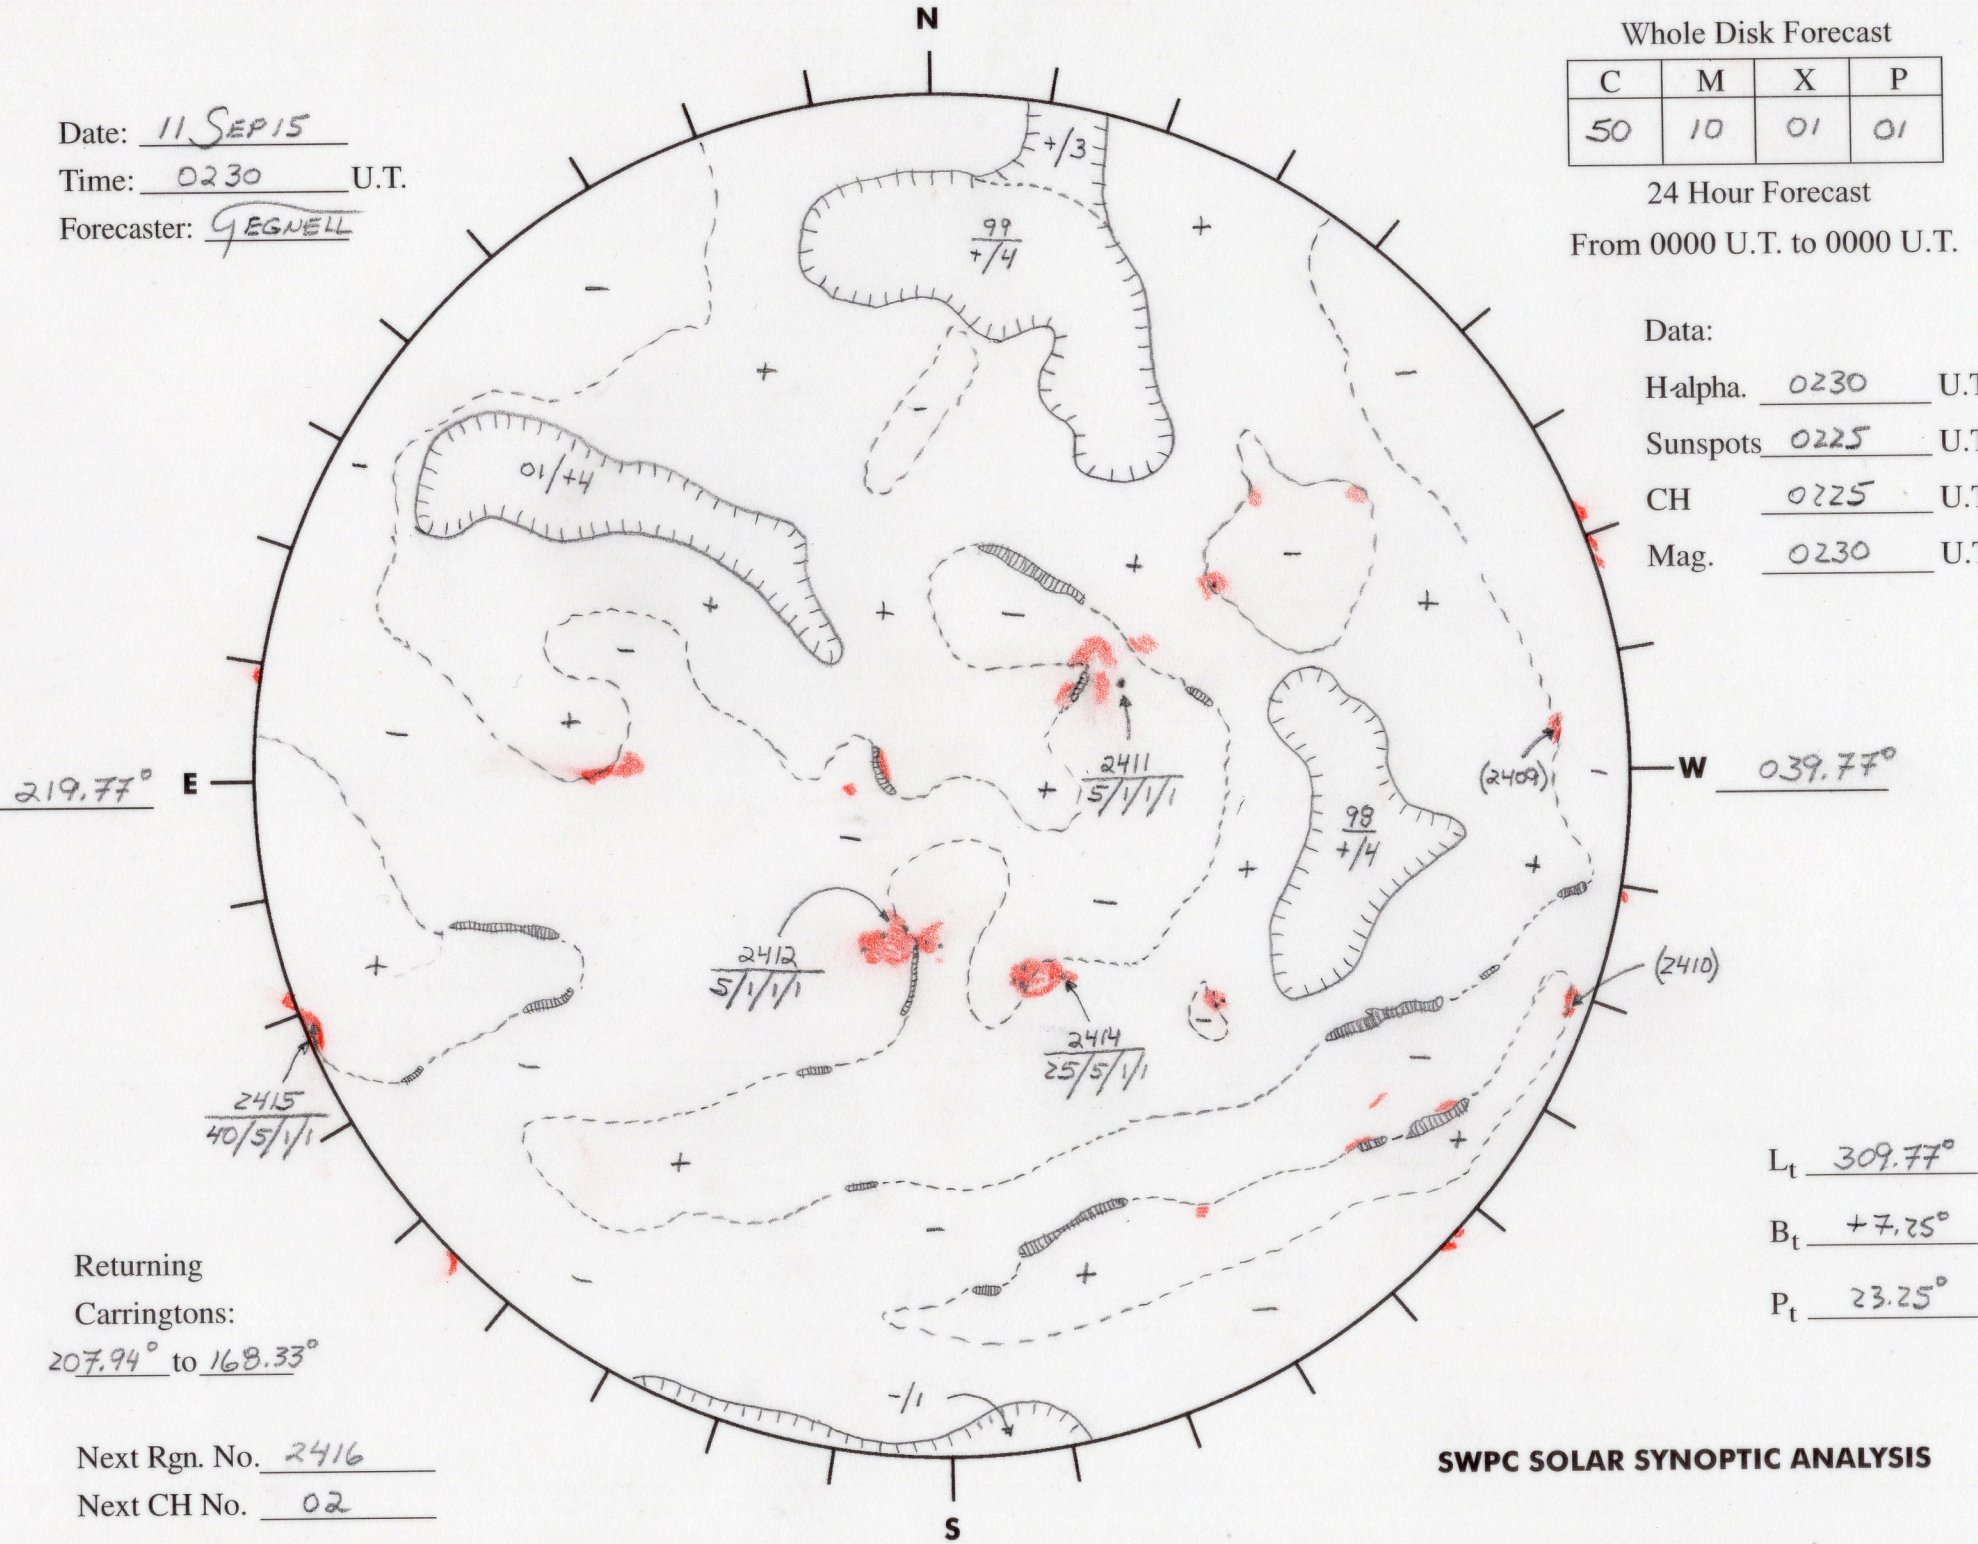 N
Whole Disk Forecast
C M X P
50 10 01 01
24 Hour Forecast
From 0000 U.T. to 0000 U.T.
Date: 11 SEP 15
Time: 0230 U.T.
Forecaster: GEGNELL
Data:
H-alpha. 0230 U.T
Sunspots 0225 U.T
CH 0225 U.T
Mag. 0230 U.T
+/3
99
+/4
01/+4
2411
5/1/1/1
(2409)
219.77° E
W 039.77°
98
+/4
2412
5/1/1/1
(2410)
2414
25/5/1/1
2415
40/5/1/1
Lt 309.77°
Bt +7.25°
Pt 23.25°
Returning
Carringtons:
207.94° to 168.33°
-/1
Next Rgn. No. 2416
Next CH No. 02
SWPC SOLAR SYNOPTIC ANALYSIS
S